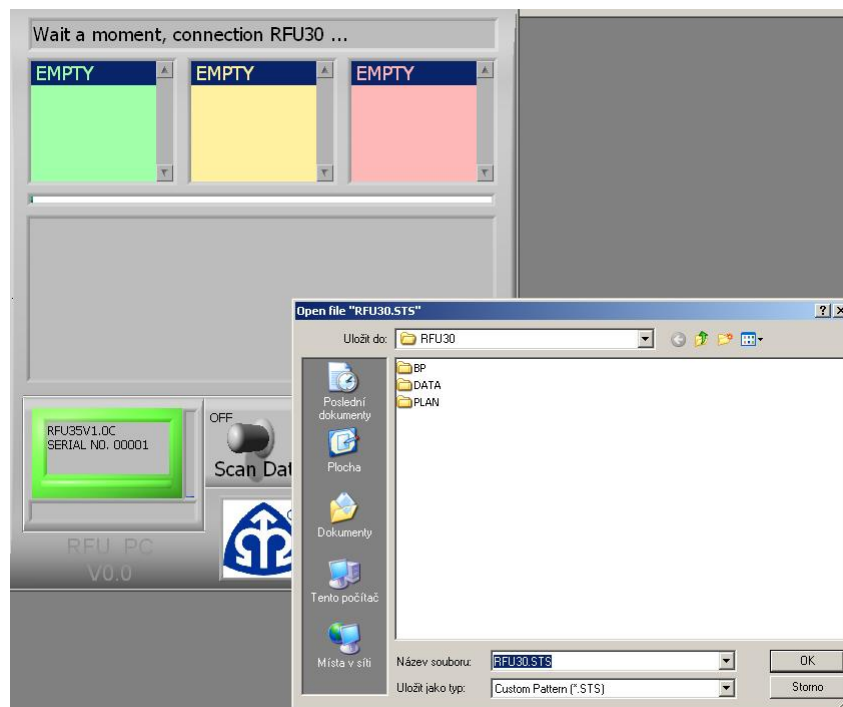 Wait a moment, connection RFU30 ...
EMPTY
EMPTY
EMPTY
Open file "RFU30.STS"
Uložit do:
RFU30
BP
DATA
PLAN
Poslední
dokumenty
Plocha
Dokumenty
Tento počítač
Místa v síti
RFU35V1.0C
SERIAL NO. 00001
OFF
Scan Dat
RFU PC
V0.0
Název souboru:
RFU30.STS
OK
Uložit jako typ:
Custom Pattern (*.STS)
Storno